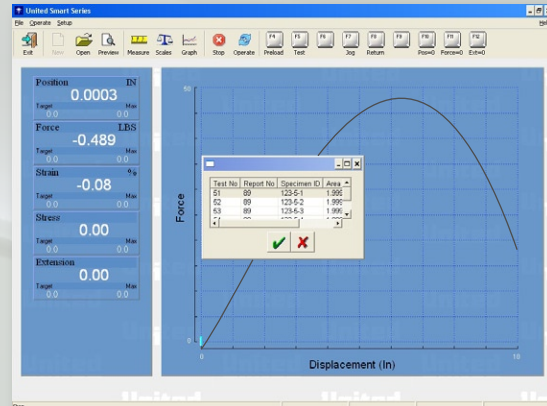 United Smart Series
File Operate Setup
Exit New Open Preview Measure Scales Graph Stop Operate Preload Test Jog Return Pos=0 Force=0 Ext=0
F4 F5 F6 F7 F8 F9 F10 F11 F12
Position IN
0.0003
Target Max
0.0 0.0
Force LBS
-0.489
Target Max
0.0 0.0
Strain %
-0.08
Target Max
0.0 0.0
Stress
0.00
Target Max
0.0 0.0
Extension
0.00
Target Max
0.0 0.0
50
Force
0
0 10
Displacement (In)
Test No Report No Specimen ID Area
51 89 123-5-1 1.999
52 89 123-5-2 1.999
53 89 123-5-3 1.995